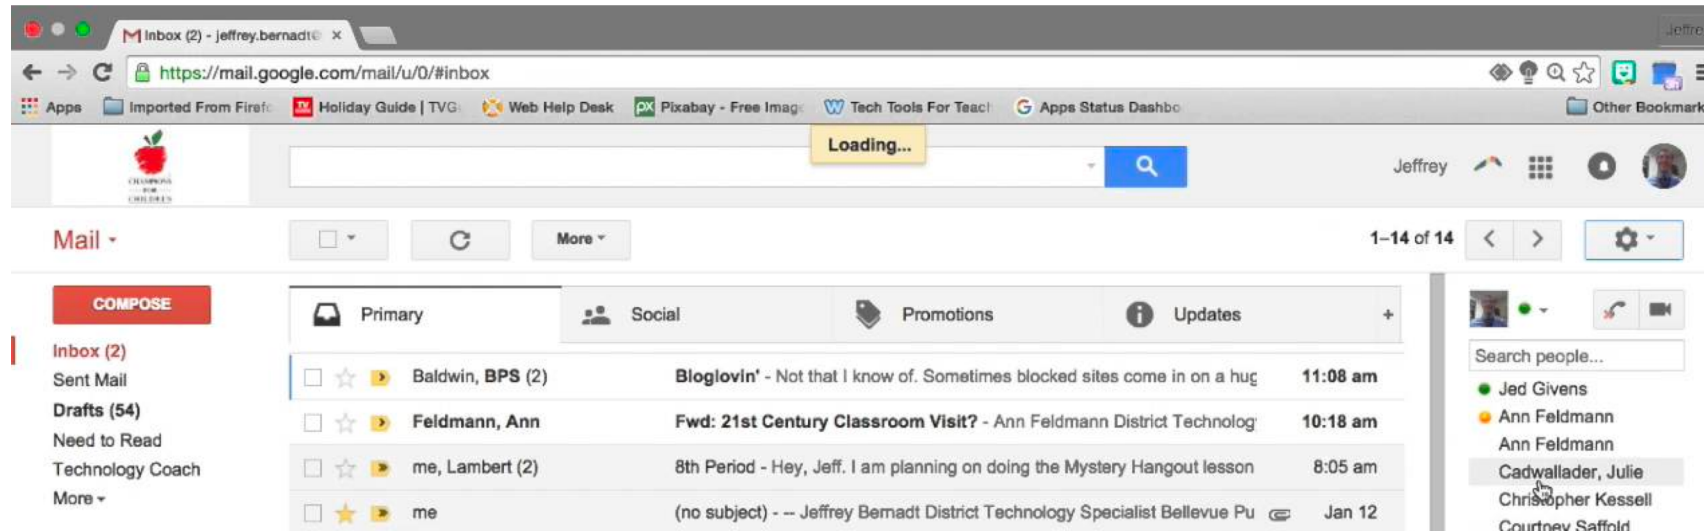 Inbox (2) - jeffrey.bernadt@ ×
Jeffre
https://mail.google.com/mail/u/0/#inbox
Apps Imported From Firefo Holiday Guide | TVG Web Help Desk Pixabay - Free Imag Tech Tools For Teach Apps Status Dashbo Other Bookmark
CHAMPIONS
FOR
CHILDREN
Loading...
Jeffrey
Mail
More
1–14 of 14
COMPOSE
Primary Social Promotions Updates +
Inbox (2)
Sent Mail
Drafts (54)
Need to Read
Technology Coach
More
Baldwin, BPS (2) Bloglovin' - Not that I know of. Sometimes blocked sites come in on a hug 11:08 am
Feldmann, Ann Fwd: 21st Century Classroom Visit? - Ann Feldmann District Technolog 10:18 am
me, Lambert (2) 8th Period - Hey, Jeff. I am planning on doing the Mystery Hangout lesson 8:05 am
me (no subject) - -- Jeffrey Bernadt District Technology Specialist Bellevue Pu Jan 12
Search people...
Jed Givens
Ann Feldmann
Ann Feldmann
Cadwallader, Julie
Christopher Kessell
Courtney Saffold